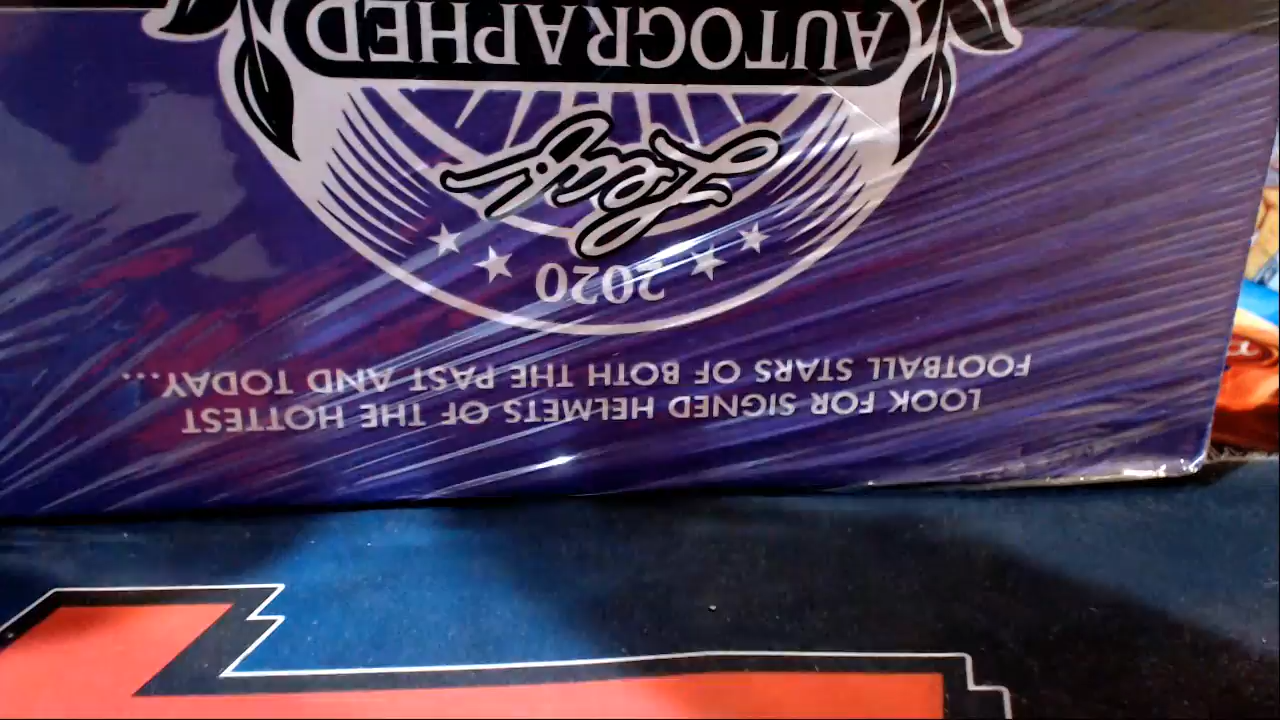 LOOK FOR SIGNED HELMETS OF THE HOTTEST
FOOTBALL STARS OF BOTH THE PAST AND TODAY...
2020
Leaf
AUTOGRAPHED